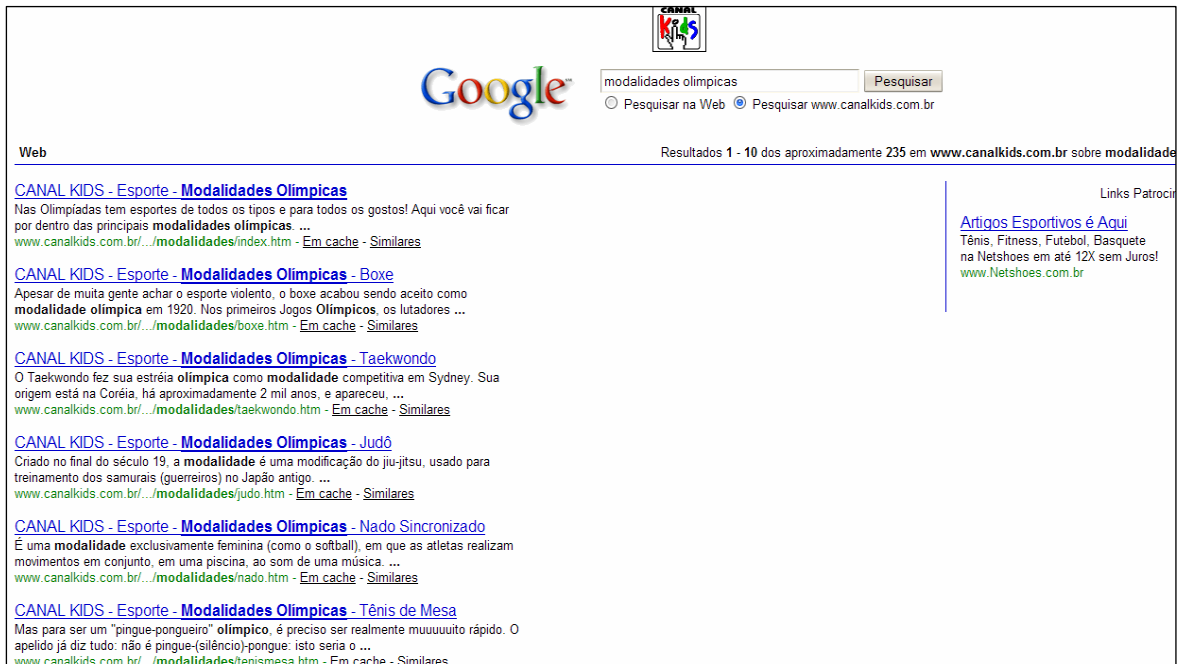 CANAL
Kids
Google™
modalidades olimpicas Pesquisar
Pesquisar na Web Pesquisar www.canalkids.com.br
Web Resultados 1 - 10 dos aproximadamente 235 em www.canalkids.com.br sobre modalidade
CANAL KIDS - Esporte - Modalidades Olímpicas
Nas Olimpíadas tem esportes de todos os tipos e para todos os gostos! Aqui você vai ficar
por dentro das principais modalidades olímpicas. ...
www.canalkids.com.br/.../modalidades/index.htm - Em cache - Similares
CANAL KIDS - Esporte - Modalidades Olímpicas - Boxe
Apesar de muita gente achar o esporte violento, o boxe acabou sendo aceito como
modalidade olímpica em 1920. Nos primeiros Jogos Olímpicos, os lutadores ...
www.canalkids.com.br/.../modalidades/boxe.htm - Em cache - Similares
CANAL KIDS - Esporte - Modalidades Olímpicas - Taekwondo
O Taekwondo fez sua estréia olímpica como modalidade competitiva em Sydney. Sua
origem está na Coréia, há aproximadamente 2 mil anos, e apareceu, ...
www.canalkids.com.br/.../modalidades/taekwondo.htm - Em cache - Similares
CANAL KIDS - Esporte - Modalidades Olímpicas - Judô
Criado no final do século 19, a modalidade é uma modificação do jiu-jitsu, usado para
treinamento dos samurais (guerreiros) no Japão antigo. ...
www.canalkids.com.br/.../modalidades/judo.htm - Em cache - Similares
CANAL KIDS - Esporte - Modalidades Olímpicas - Nado Sincronizado
É uma modalidade exclusivamente feminina (como o softball), em que as atletas realizam
movimentos em conjunto, em uma piscina, ao som de uma música. ...
www.canalkids.com.br/.../modalidades/nado.htm - Em cache - Similares
CANAL KIDS - Esporte - Modalidades Olímpicas - Tênis de Mesa
Mas para ser um "pingue-pongueiro" olímpico, é preciso ser realmente muuuuuito rápido. O
apelido já diz tudo: não é pingue-(silêncio)-pongue: isto seria o ...
www.canalkids.com.br/.../modalidades/tenismesa.htm - Em cache - Similares
Links Patrocin
Artigos Esportivos é Aqui
Tênis, Fitness, Futebol, Basquete
na Netshoes em até 12X sem Juros!
www.Netshoes.com.br